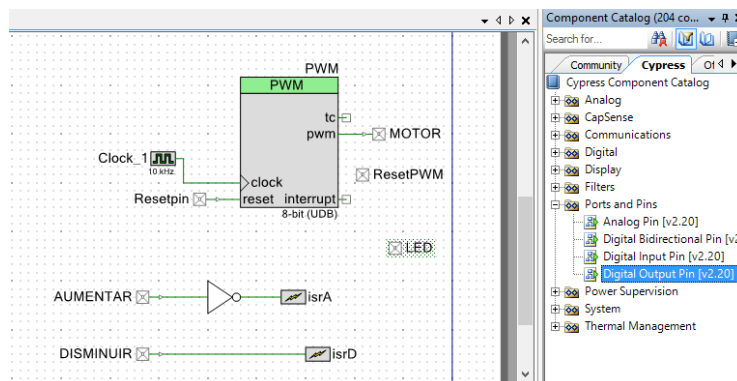 PWM
PWM
tc
pwm
MOTOR
Clock_1
10 kHz
ResetPWM
clock
Resetpin
reset
interrupt
8-bit (UDB)
LED
AUMENTAR
isrA
DISMINUIR
isrD
Component Catalog (204 co...
Search for...
Community
Cypress
Of
Cypress Component Catalog
Analog
CapSense
Communications
Digital
Display
Filters
Ports and Pins
Analog Pin [v2.20]
Digital Bidirectional Pin [v2
Digital Input Pin [v2.20]
Digital Output Pin [v2.20]
Power Supervision
System
Thermal Management